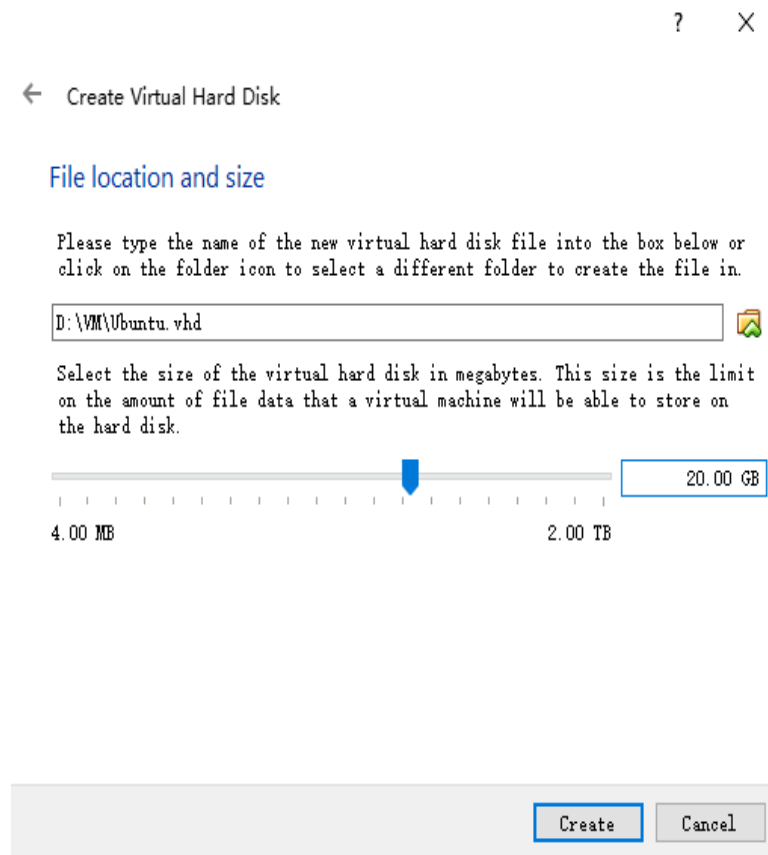 ?
Create Virtual Hard Disk
File location and size
Please type the name of the new virtual hard disk file into the box below or
click on the folder icon to select a different folder to create the file in.
D:\VM\Ubuntu.vhd
Select the size of the virtual hard disk in megabytes. This size is the limit
on the amount of file data that a virtual machine will be able to store on
the hard disk.
20.00 GB
4.00 MB 2.00 TB
Create Cancel